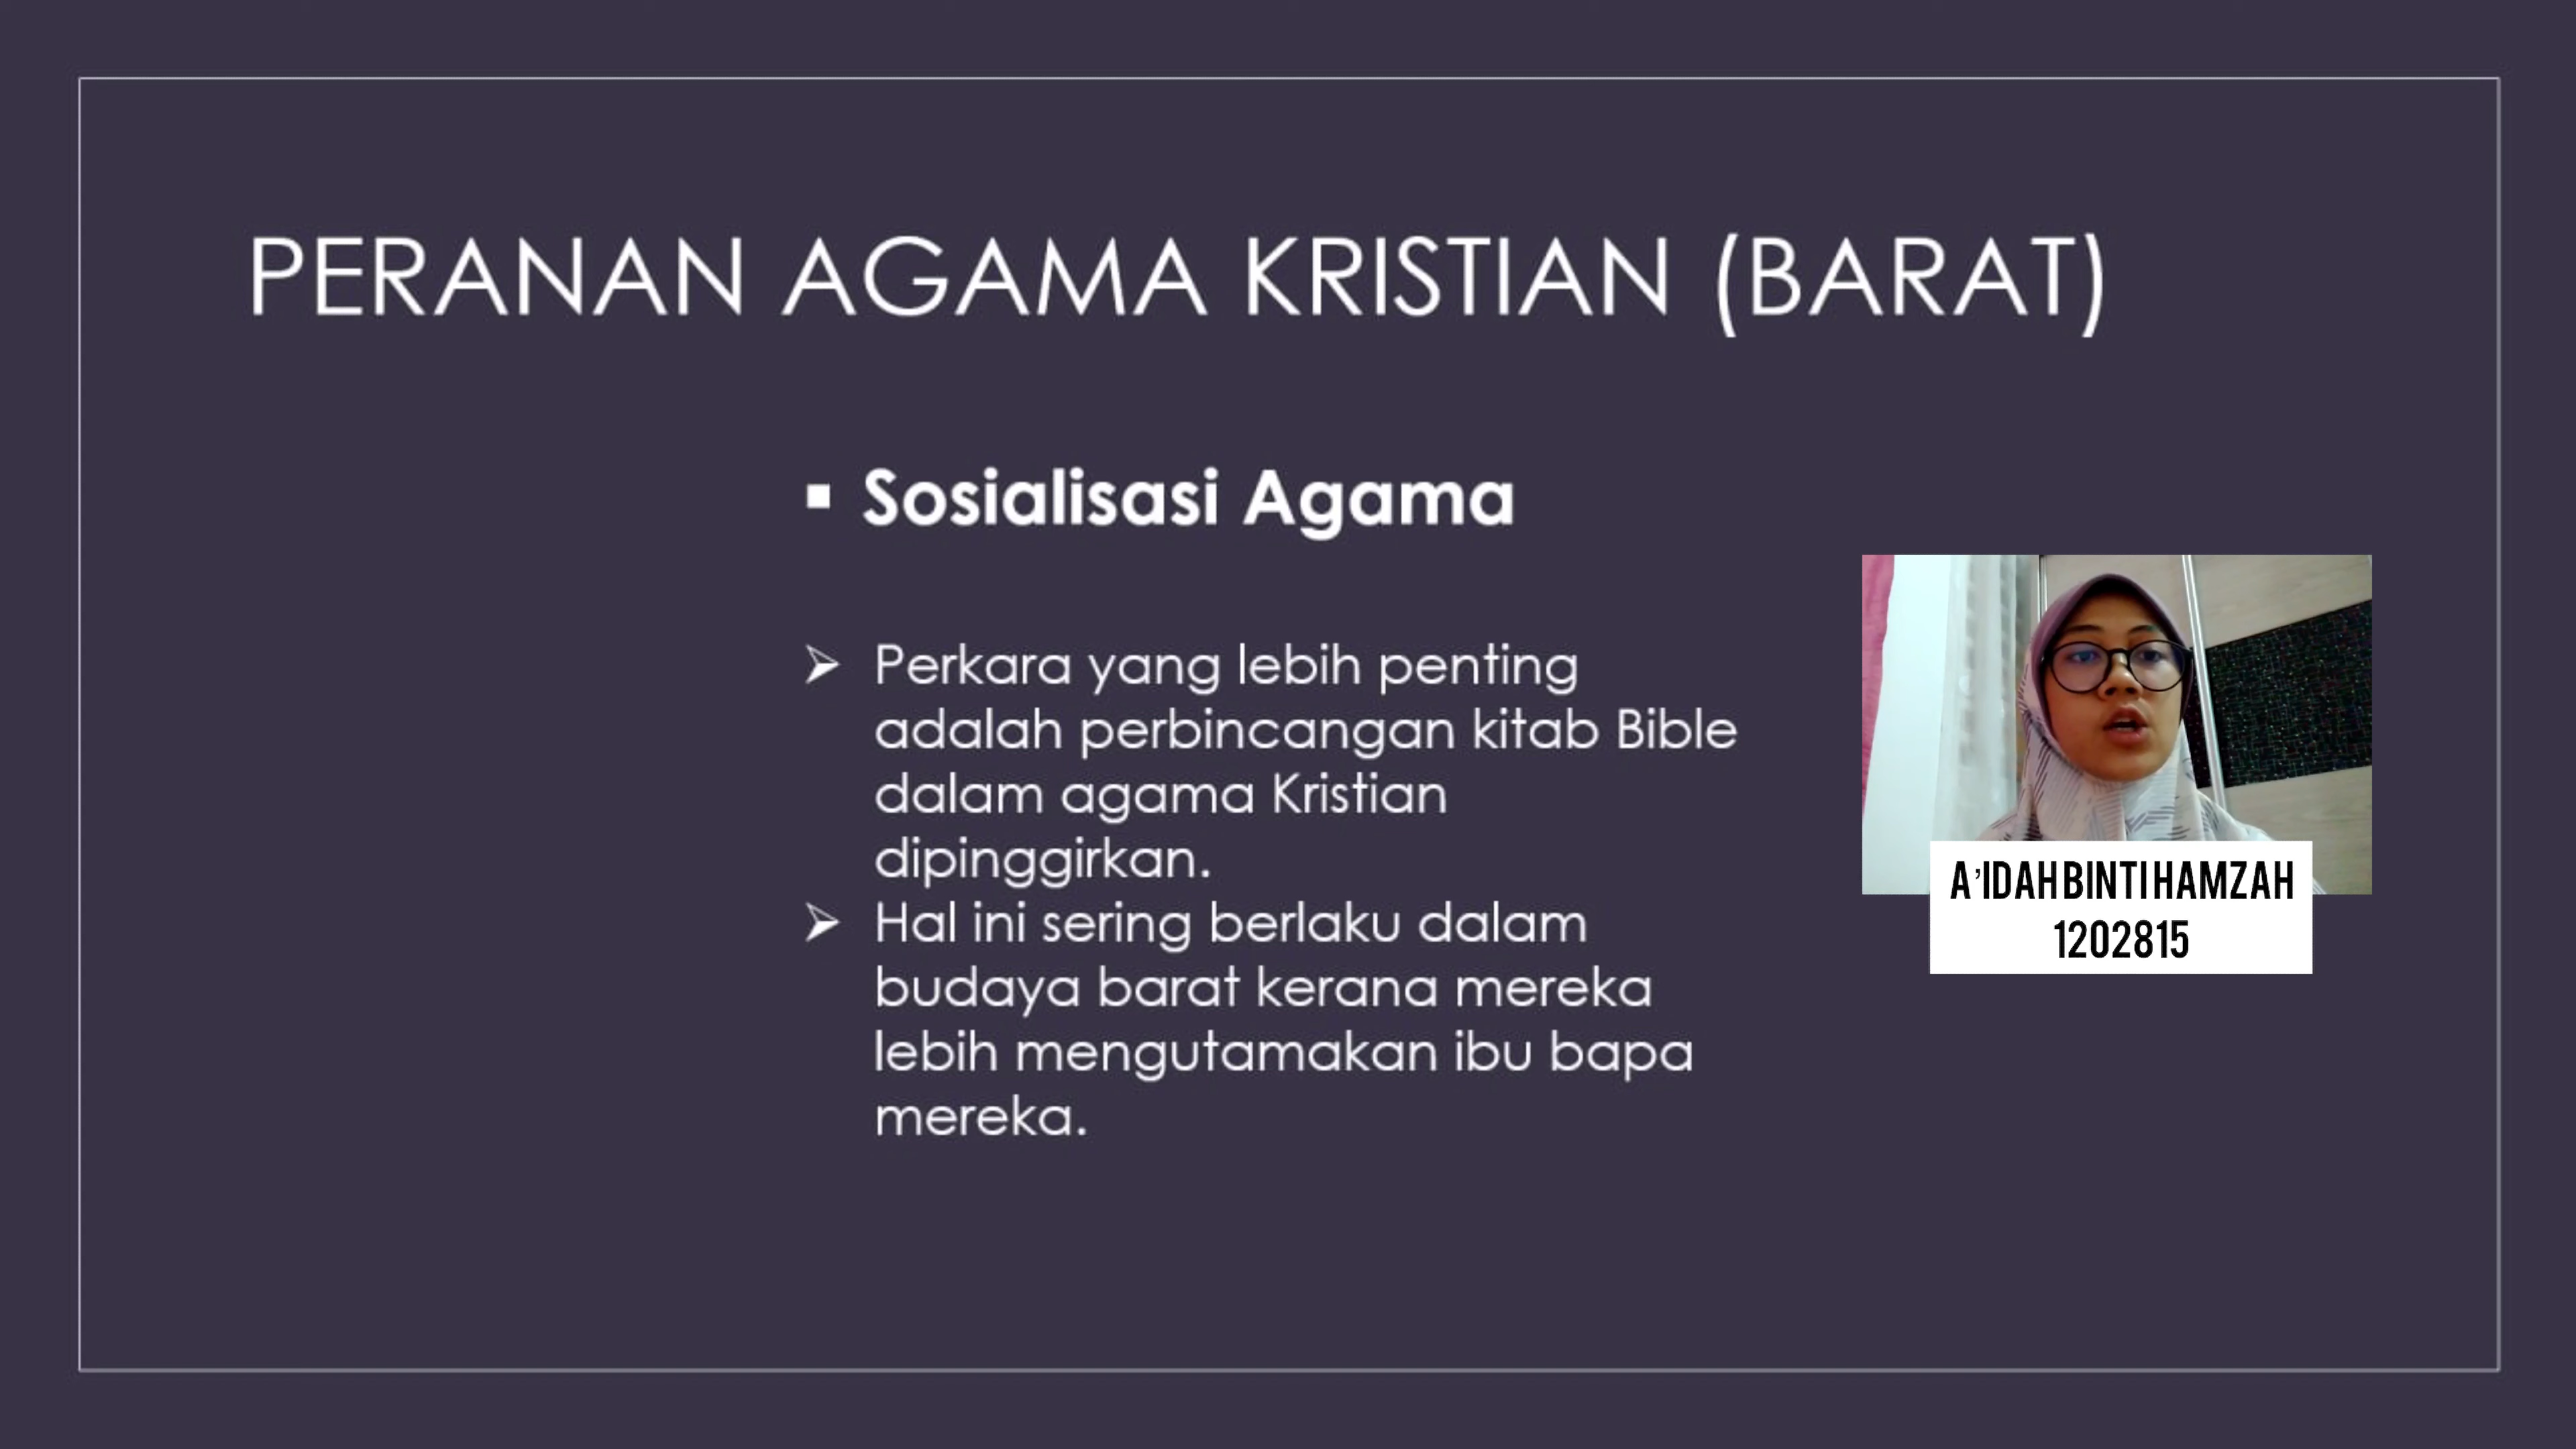 PERANAN AGAMA KRISTIAN (BARAT)
▪ Sosialisasi Agama
➢ Perkara yang lebih penting
adalah perbincangan kitab Bible
dalam agama Kristian
dipinggirkan.
➢ Hal ini sering berlaku dalam
budaya barat kerana mereka
lebih mengutamakan ibu bapa
mereka.
A'IDAH BINTI HAMZAH
1202815